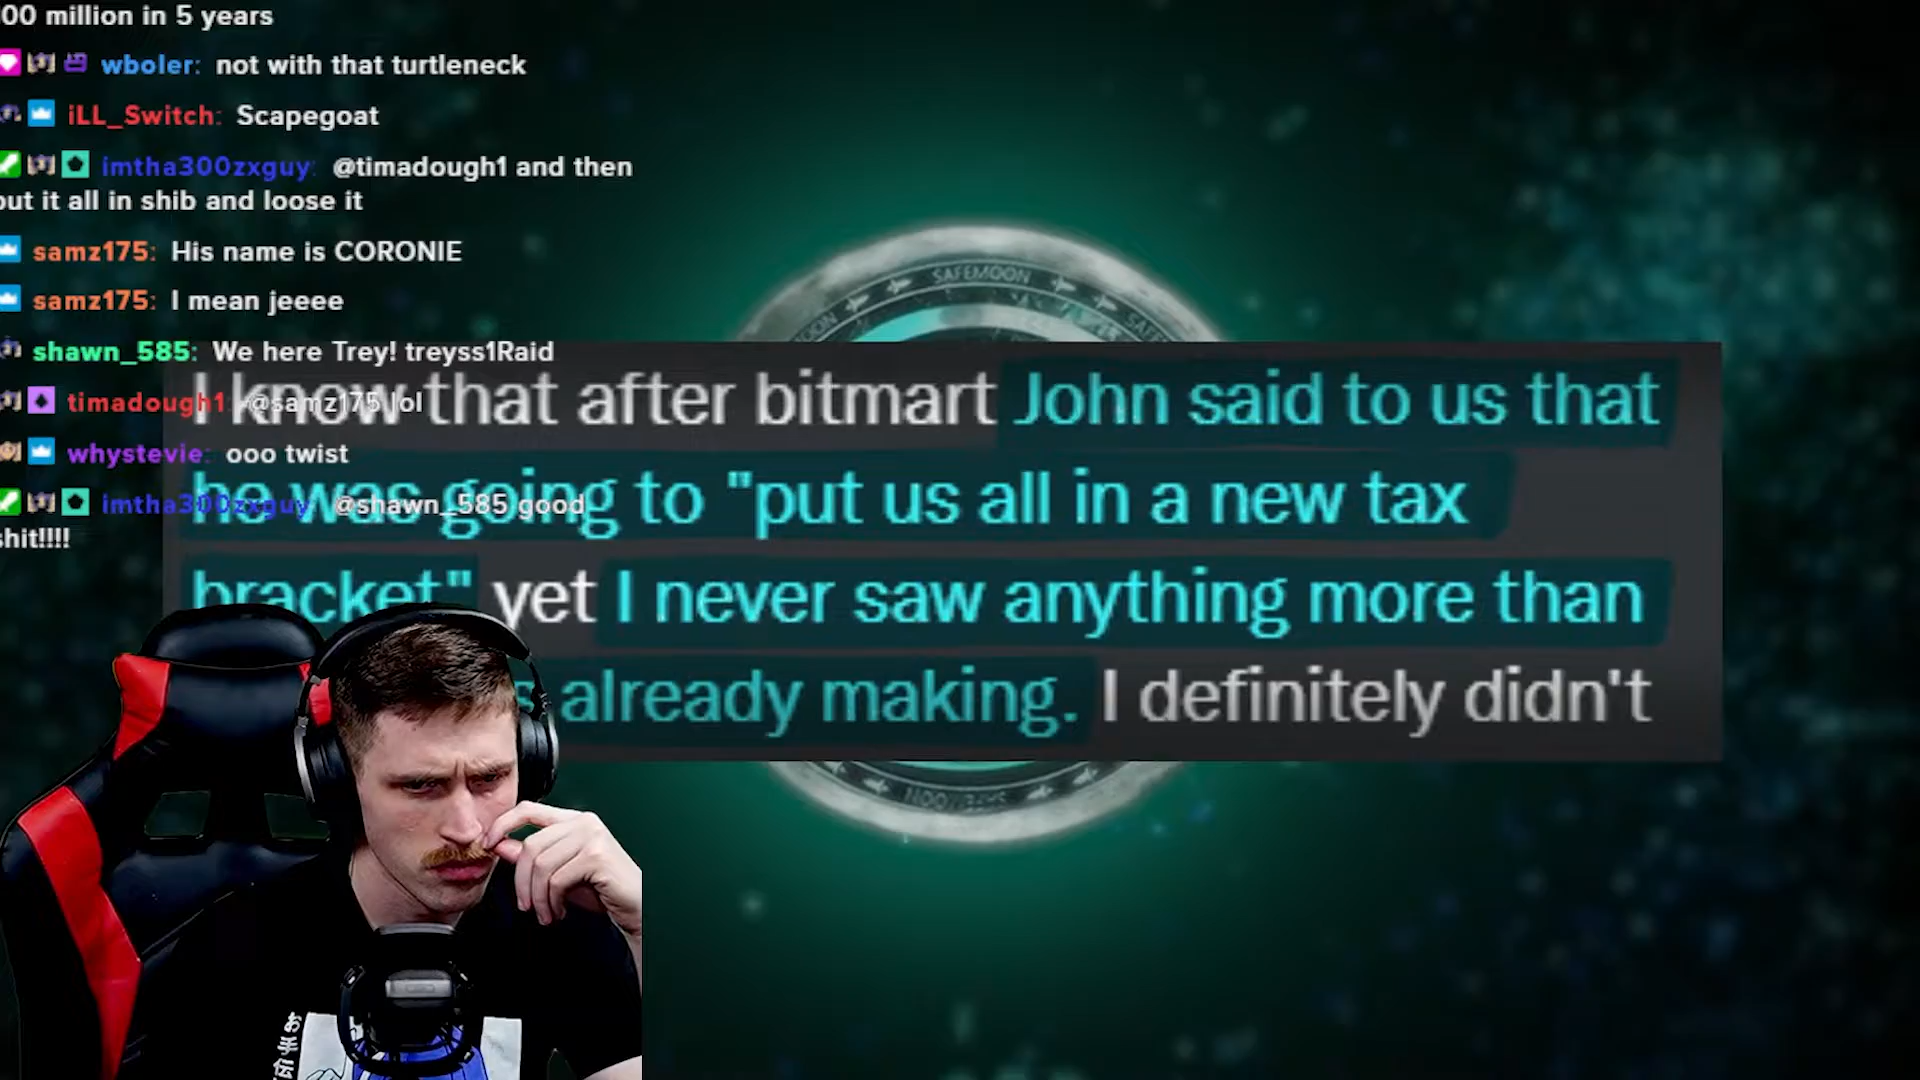 00 million in 5 years
wboler: not with that turtleneck
iLL_Switch: Scapegoat
imtha300zxguy: @timadough1 and then
put it all in shib and loose it
samz175: His name is CORONIE
samz175: I mean jeeee
shawn_585: We here Trey! treyss1Raid
timadough1: @samz175 lol
whystevie: ooo twist
imtha300zxguy: @shawn_585 good
shit!!!!
SAFEMOON
I know that after bitmart John said to us that
he was going to "put us all in a new tax
bracket" yet I never saw anything more than
already making. I definitely didn't